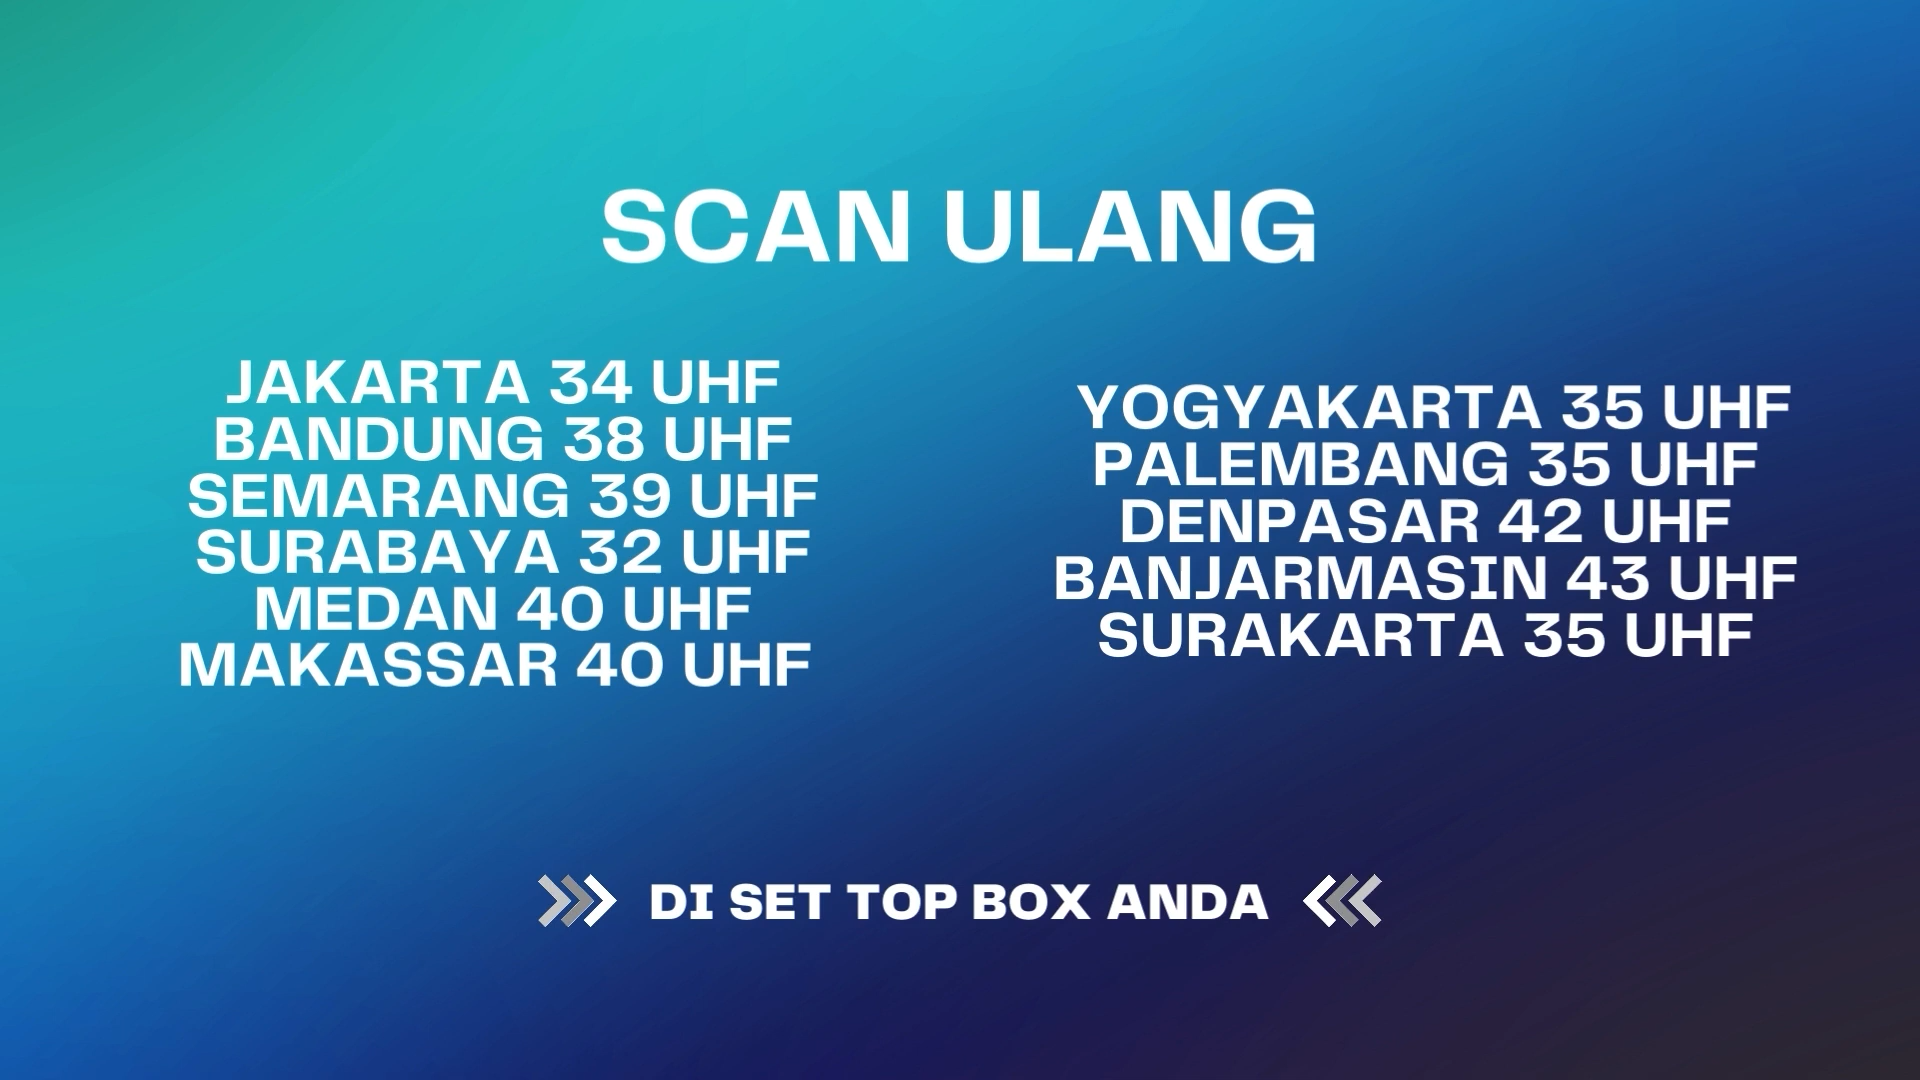 SCAN ULANG
JAKARTA 34 UHF
BANDUNG 38 UHF
SEMARANG 39 UHF
SURABAYA 32 UHF
MEDAN 40 UHF
MAKASSAR 40 UHF
YOGYAKARTA 35 UHF
PALEMBANG 35 UHF
DENPASAR 42 UHF
BANJARMASIN 43 UHF
SURAKARTA 35 UHF
DI SET TOP BOX ANDA